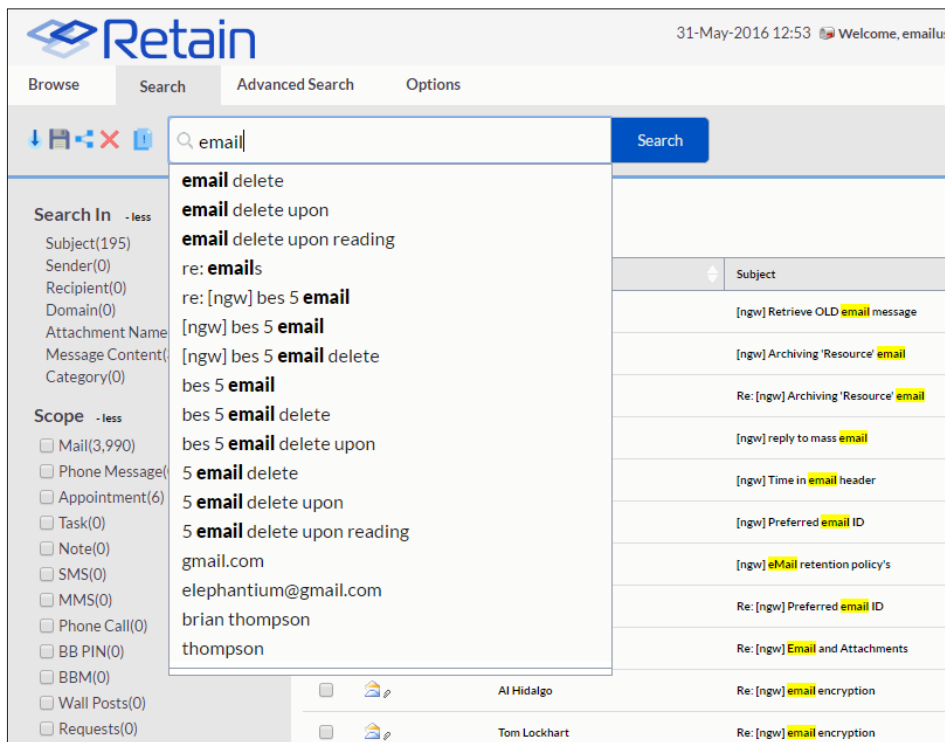 Retain
31-May-2016 12:53 Welcome, emailus
Browse Search Advanced Search Options
email Search
email delete
email delete upon
email delete upon reading
re: emails
re: [ngw] bes 5 email
[ngw] bes 5 email
[ngw] bes 5 email delete
bes 5 email
bes 5 email delete
bes 5 email delete upon
5 email delete
5 email delete upon
5 email delete upon reading
gmail.com
elephantium@gmail.com
brian thompson
thompson
Search In - less
Subject(195)
Sender(0)
Recipient(0)
Domain(0)
Attachment Name
Message Content(
Category(0)
Scope - less
Mail(3,990)
Phone Message(
Appointment(6)
Task(0)
Note(0)
SMS(0)
MMS(0)
Phone Call(0)
BB PIN(0)
BBM(0)
Wall Posts(0)
Requests(0)
Subject
[ngw] Retrieve OLD email message
[ngw] Archiving 'Resource' email
Re: [ngw] Archiving 'Resource' email
[ngw] reply to mass email
[ngw] Time in email header
[ngw] Preferred email ID
[ngw] eMail retention policy's
Re: [ngw] Preferred email ID
Re: [ngw] Email and Attachments
Al Hidalgo Re: [ngw] email encryption
Tom Lockhart Re: [ngw] email encryption